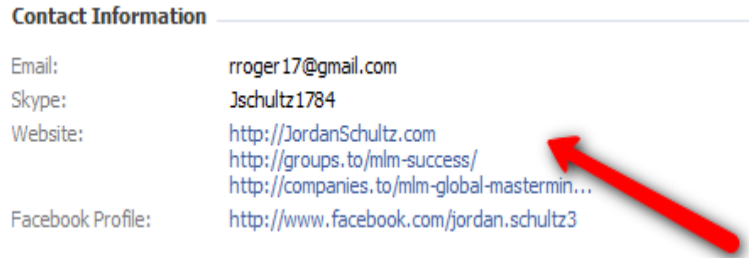 Contact Information
Email: rroger17@gmail.com
Skype: Jschultz1784
Website: http://JordanSchultz.com
http://groups.to/mlm-success/
http://companies.to/mlm-global-mastermin...
Facebook Profile: http://www.facebook.com/jordan.schultz3